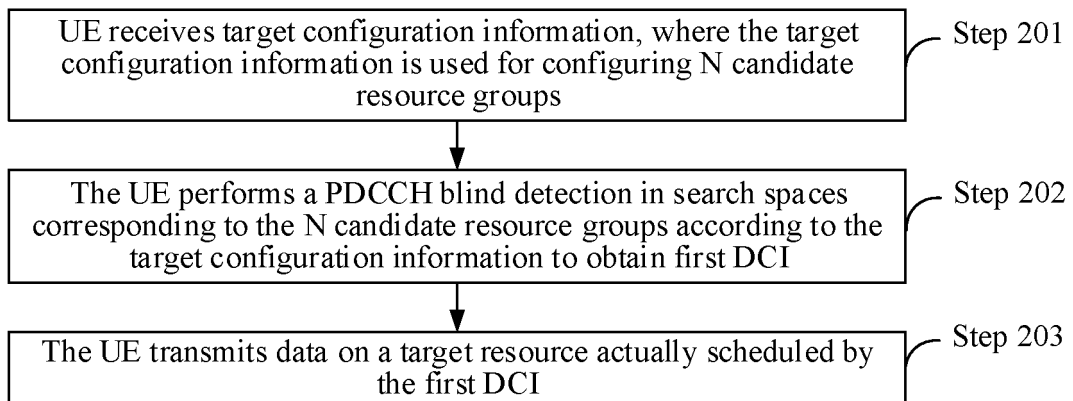 UE receives target configuration information, where the target
configuration information is used for configuring N candidate
resource groups
Step 201
The UE performs a PDCCH blind detection in search spaces
corresponding to the N candidate resource groups according to the
target configuration information to obtain first DCI
Step 202
The UE transmits data on a target resource actually scheduled by
the first DCI
Step 203